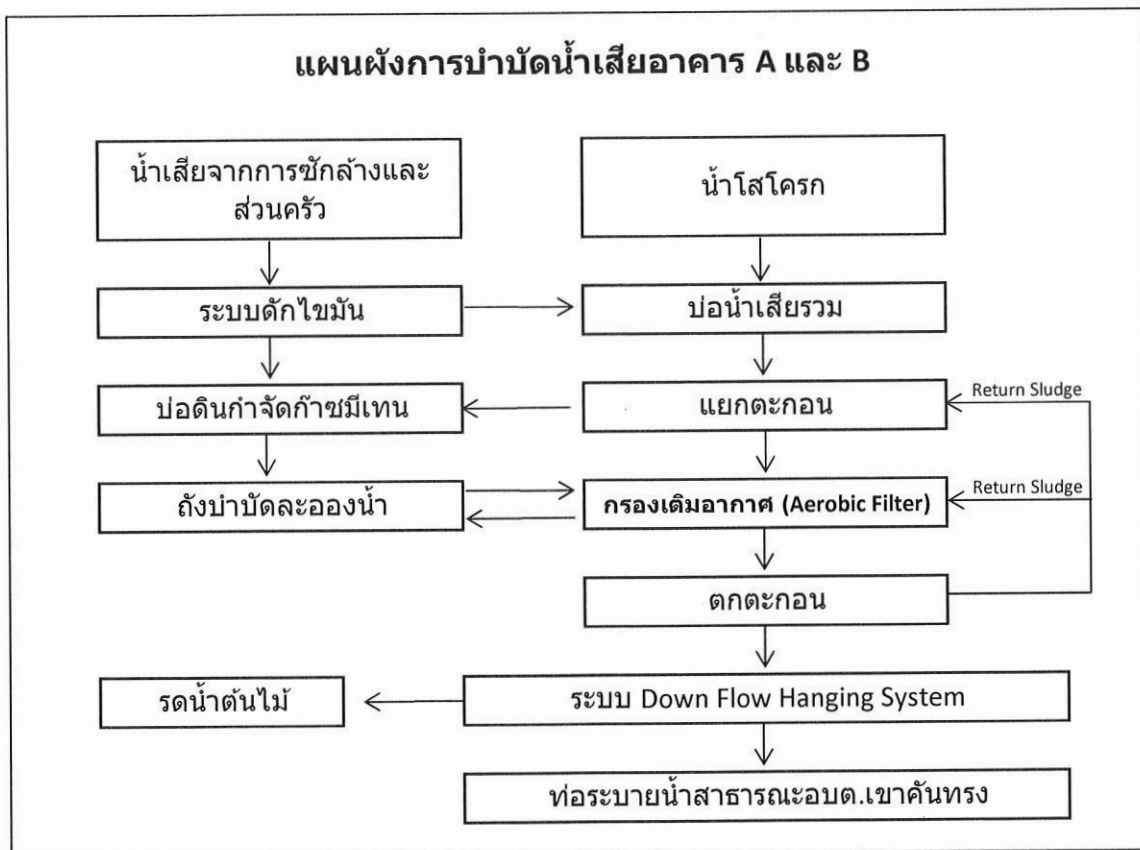 แผนผังการบำบัดน้ำเสียอาคาร A และ B
น้ำเสียจากการซักล้างและ
ส่วนครัว
น้ำโสโครก
ระบบดักไขมัน
บ่อน้ำเสียรวม
บ่อดินกำจัดก๊าซมีเทน
แยกตะกอน
Return Sludge
ถังบำบัดละอองน้ำ
กรองเติมอากาศ (Aerobic Filter)
Return Sludge
ตกตะกอน
รดน้ำต้นไม้
ระบบ Down Flow Hanging System
ท่อระบายน้ำสาธารณะอบต.เขาคันทรง